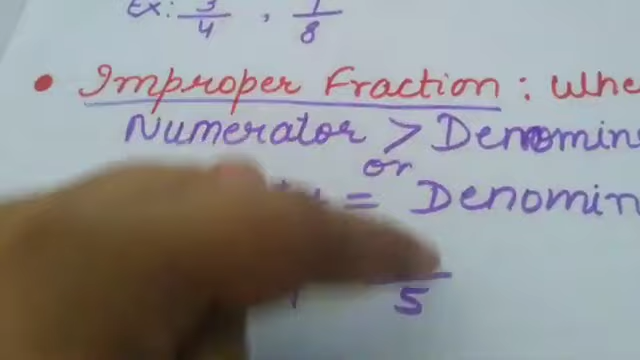 Ex: 3/4 , 1/8
• Improper Fraction : Whe
Numerator > Denomin
or
= Denomin
5